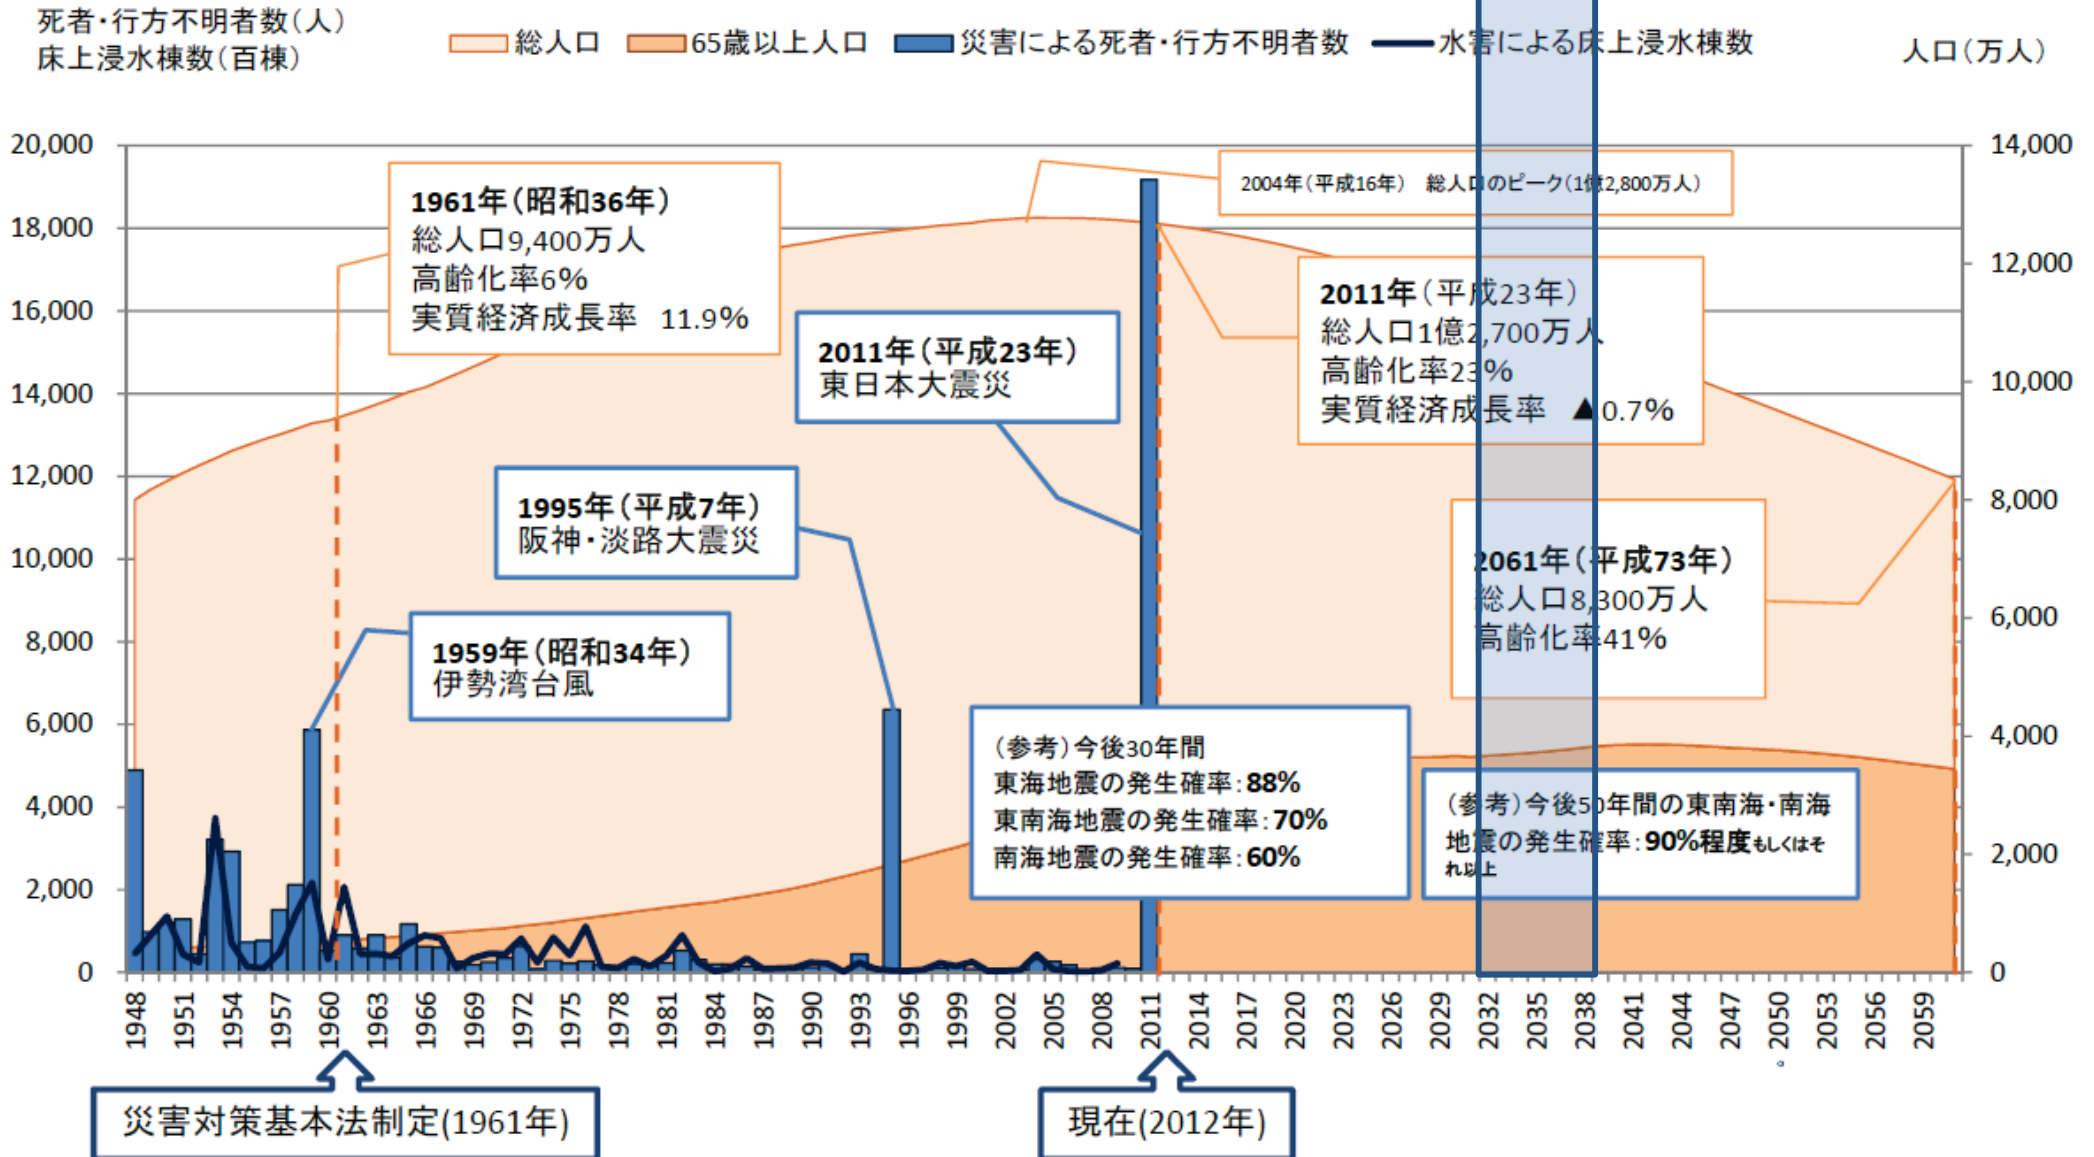 死者・行方不明者数(人)
床上浸水棟数(百棟)
総人口
65歳以上人口
災害による死者・行方不明者数
水害による床上浸水棟数
人口(万人)
20,000
18,000
16,000
14,000
12,000
10,000
8,000
6,000
4,000
2,000
0
14,000
12,000
10,000
8,000
6,000
4,000
2,000
0
1961年(昭和36年)
総人口9,400万人
高齢化率6%
実質経済成長率 11.9%
2004年(平成16年) 総人口のピーク(1億2,800万人)
2011年(平成23年)
東日本大震災
2011年(平成23年)
総人口1億2,700万人
高齢化率23%
実質経済成長率 ▲0.7%
1995年(平成7年)
阪神・淡路大震災
1959年(昭和34年)
伊勢湾台風
2061年(平成73年)
総人口8,300万人
高齢化率41%
(参考)今後30年間
東海地震の発生確率:88%
東南海地震の発生確率:70%
南海地震の発生確率:60%
(参考)今後50年間の東南海・南海
地震の発生確率:90%程度もしくはそ
れ以上
1948
1951
1954
1957
1960
1963
1966
1969
1972
1975
1978
1981
1984
1987
1990
1993
1996
1999
2002
2005
2008
2011
2014
2017
2020
2023
2026
2029
2032
2035
2038
2041
2044
2047
2050
2053
2056
2059
。
災害対策基本法制定(1961年)
現在(2012年)